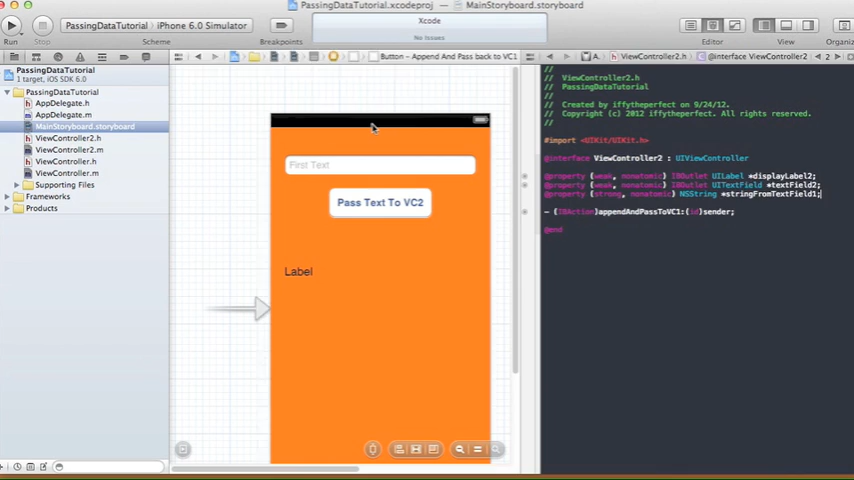 PassingDataTutorial.xcodeproj — MainStoryboard.storyboard
PassingDataTutorial
iPhone 6.0 Simulator
Xcode
No Issues
Run
Stop
Scheme
Breakpoints
Editor
View
Organiz
Button – Append And Pass back to VC1
A.
ViewController2.h
@interface ViewController2
2
PassingDataTutorial
1 target, iOS SDK 6.0
PassingDataTutorial
AppDelegate.h
AppDelegate.m
MainStoryboard.storyboard
ViewController2.h
ViewController2.m
ViewController.h
ViewController.m
Supporting Files
Frameworks
Products
First Text
Pass Text To VC2
Label
//
// ViewController2.h
// PassingDataTutorial
//
// Created by iffytheperfect on 9/24/12.
// Copyright (c) 2012 iffytheperfect. All rights reserved.
//
#import <UIKit/UIKit.h>
@interface ViewController2 : UIViewController
@property (weak, nonatomic) IBOutlet UILabel *displayLabel2;
@property (weak, nonatomic) IBOutlet UITextField *textField2;
@property (strong, nonatomic) NSString *stringFromTextField1;
- (IBAction)appendAndPassToVC1:(id)sender;
@end